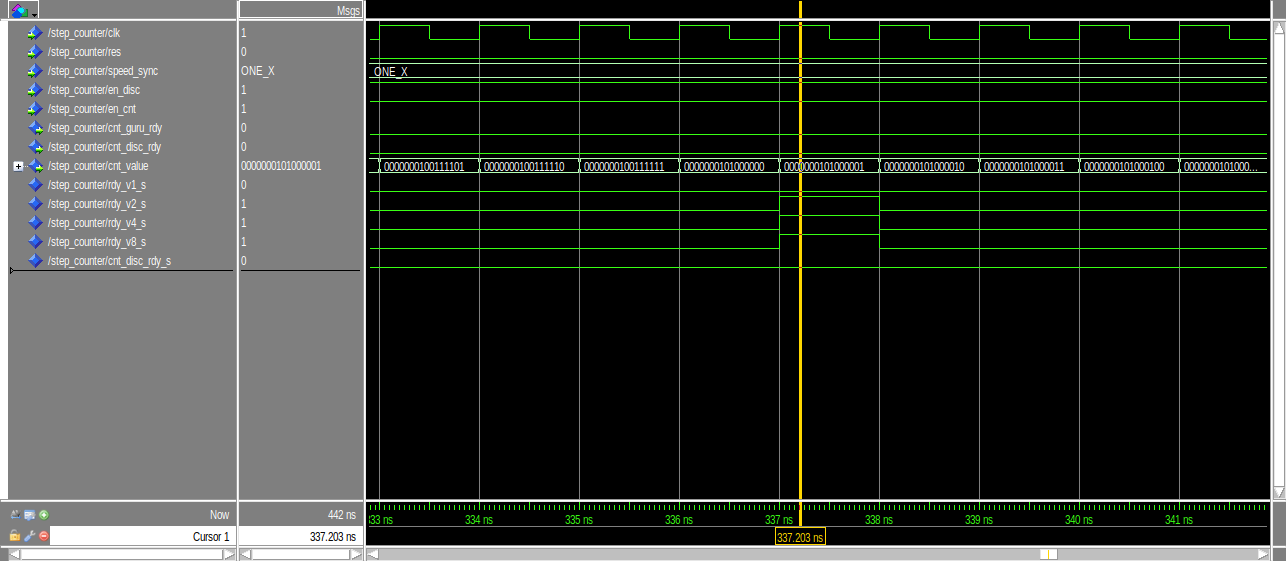 Msgs
/step_counter/clk 1
/step_counter/res 0
/step_counter/speed_sync ONE_X ONE_X
/step_counter/en_disc 1
/step_counter/en_cnt 1
/step_counter/cnt_guru_rdy 0
/step_counter/cnt_disc_rdy 0
/step_counter/cnt_value 0000000101000001 0000000100111101 0000000100111110 0000000100111111 0000000101000000 0000000101000001 0000000101000010 0000000101000011 0000000101000100 0000000101000...
/step_counter/rdy_v1_s 0
/step_counter/rdy_v2_s 1
/step_counter/rdy_v4_s 1
/step_counter/rdy_v8_s 1
/step_counter/cnt_disc_rdy_s 0
Now 442 ns 33 ns 334 ns 335 ns 336 ns 337 ns 338 ns 339 ns 340 ns 341 ns
Cursor 1 337.203 ns 337.203 ns